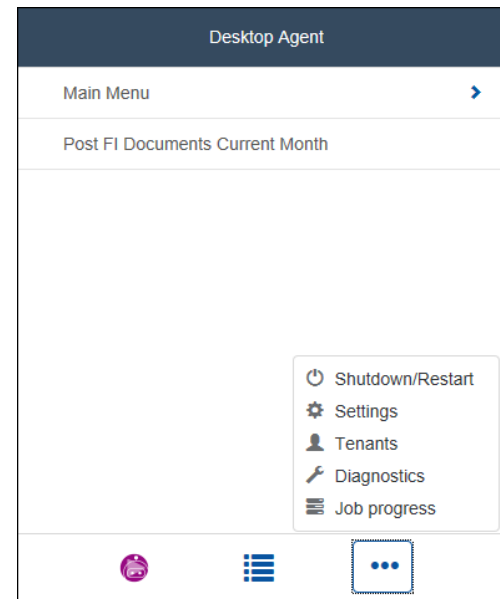 Desktop Agent
Main Menu
Post FI Documents Current Month
Shutdown/Restart
Settings
Tenants
Diagnostics
Job progress